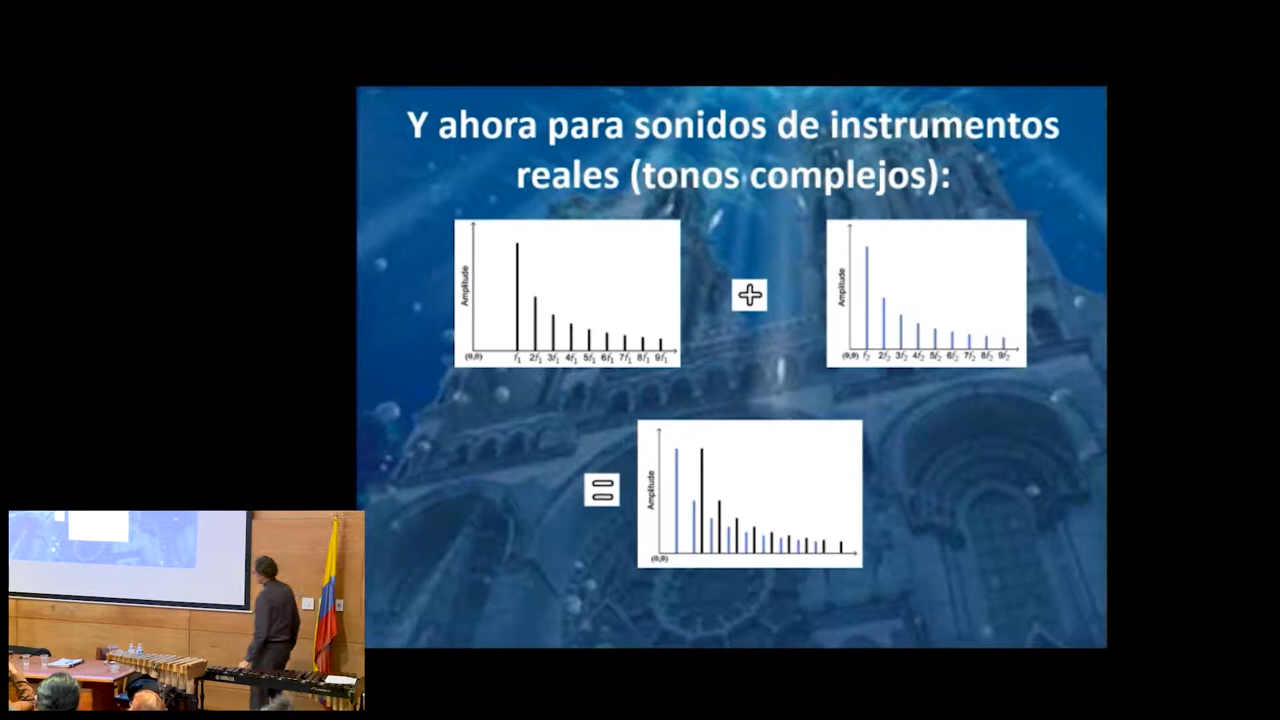 Y ahora para sonidos de instrumentos
reales (tonos complejos):
Amplitude
(0,0) f₁ 2f₁ 3f₁ 4f₁ 5f₁ 6f₁ 7f₁ 8f₁ 9f₁
Amplitude
(0,0) f₂ 2f₂ 3f₂ 4f₂ 5f₂ 6f₂ 7f₂ 8f₂ 9f₂
Amplitude
(0,0)
YAMAHA